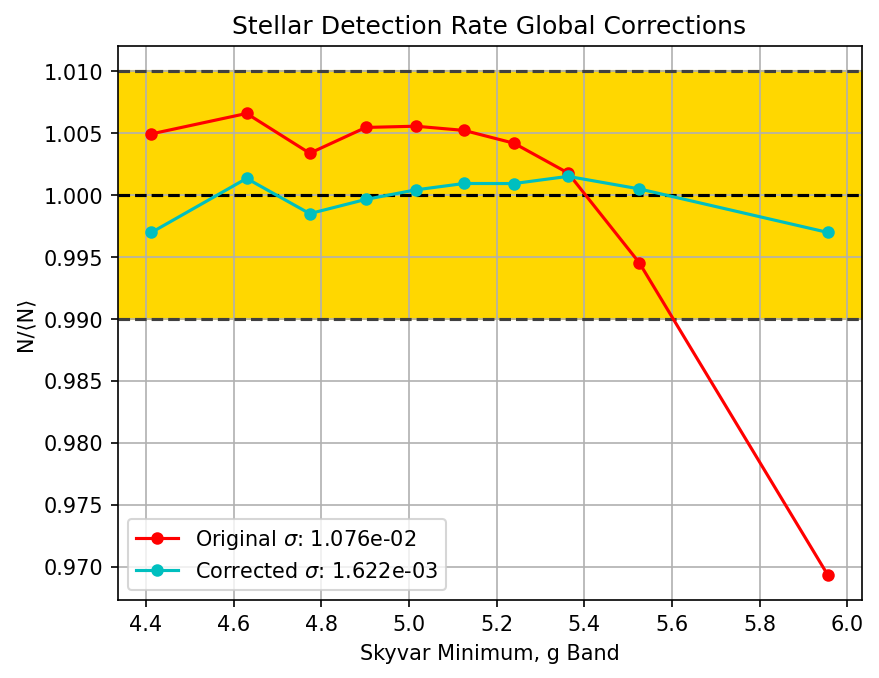 Stellar Detection Rate Global Corrections
N/⟨N⟩
1.010
1.005
1.000
0.995
0.990
0.985
0.980
0.975
0.970
Original σ: 1.076e-02
Corrected σ: 1.622e-03
4.4 4.6 4.8 5.0 5.2 5.4 5.6 5.8 6.0
Skyvar Minimum, g Band